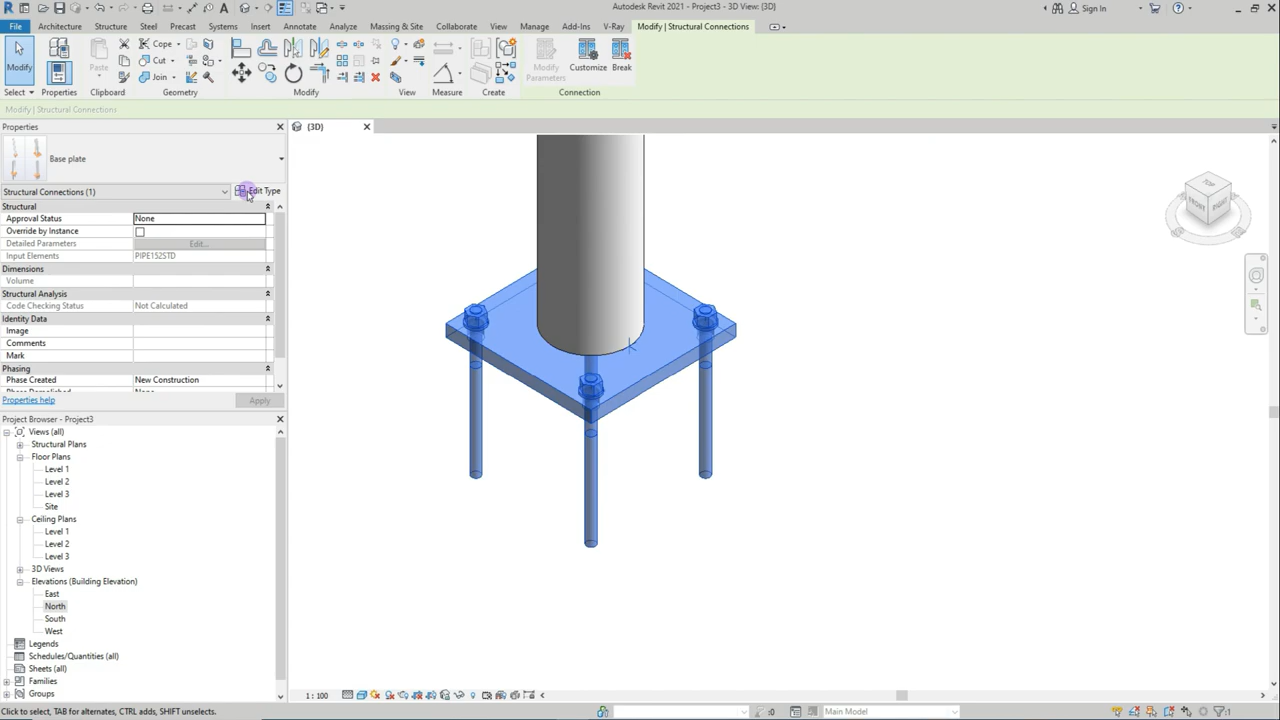 Autodesk Revit 2021 - Project3 - 3D View: {3D}
Sign In
File Architecture Structure Steel Precast Systems Insert Annotate Analyze Massing & Site Collaborate View Manage Add-Ins V-Ray Modify | Structural Connections
Modify
Select
Properties
Paste
Clipboard
Cope
Cut
Join
Geometry
Modify
View
Measure
Create
Modify Parameters
Customize
Break
Connection
Modify | Structural Connections
Properties
{3D}
Base plate
Structural Connections (1)
Edit Type
Structural
Approval Status None
Override by Instance
Detailed Parameters Edit...
Input Elements PIPE152STD
Dimensions
Volume
Structural Analysis
Code Checking Status Not Calculated
Identity Data
Image
Comments
Mark
Phasing
Phase Created New Construction
Properties help
Apply
Project Browser - Project3
Views (all)
Structural Plans
Floor Plans
Level 1
Level 2
Level 3
Site
Ceiling Plans
Level 1
Level 2
Level 3
3D Views
Elevations (Building Elevation)
East
North
South
West
Legends
Schedules/Quantities (all)
Sheets (all)
Families
Groups
TOP
FRONT
RIGHT
1 : 100
Click to select, TAB for alternates, CTRL adds, SHIFT unselects.
:0
Main Model
:1